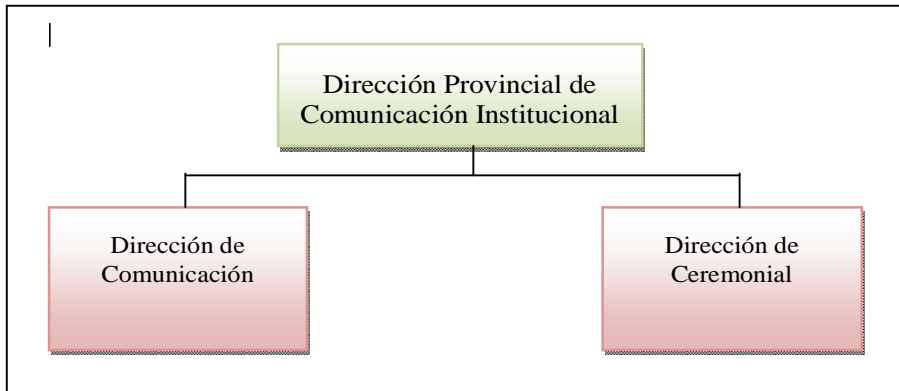 Dirección Provincial de
Comunicación Institucional
Dirección de
Comunicación
Dirección de
Ceremonial